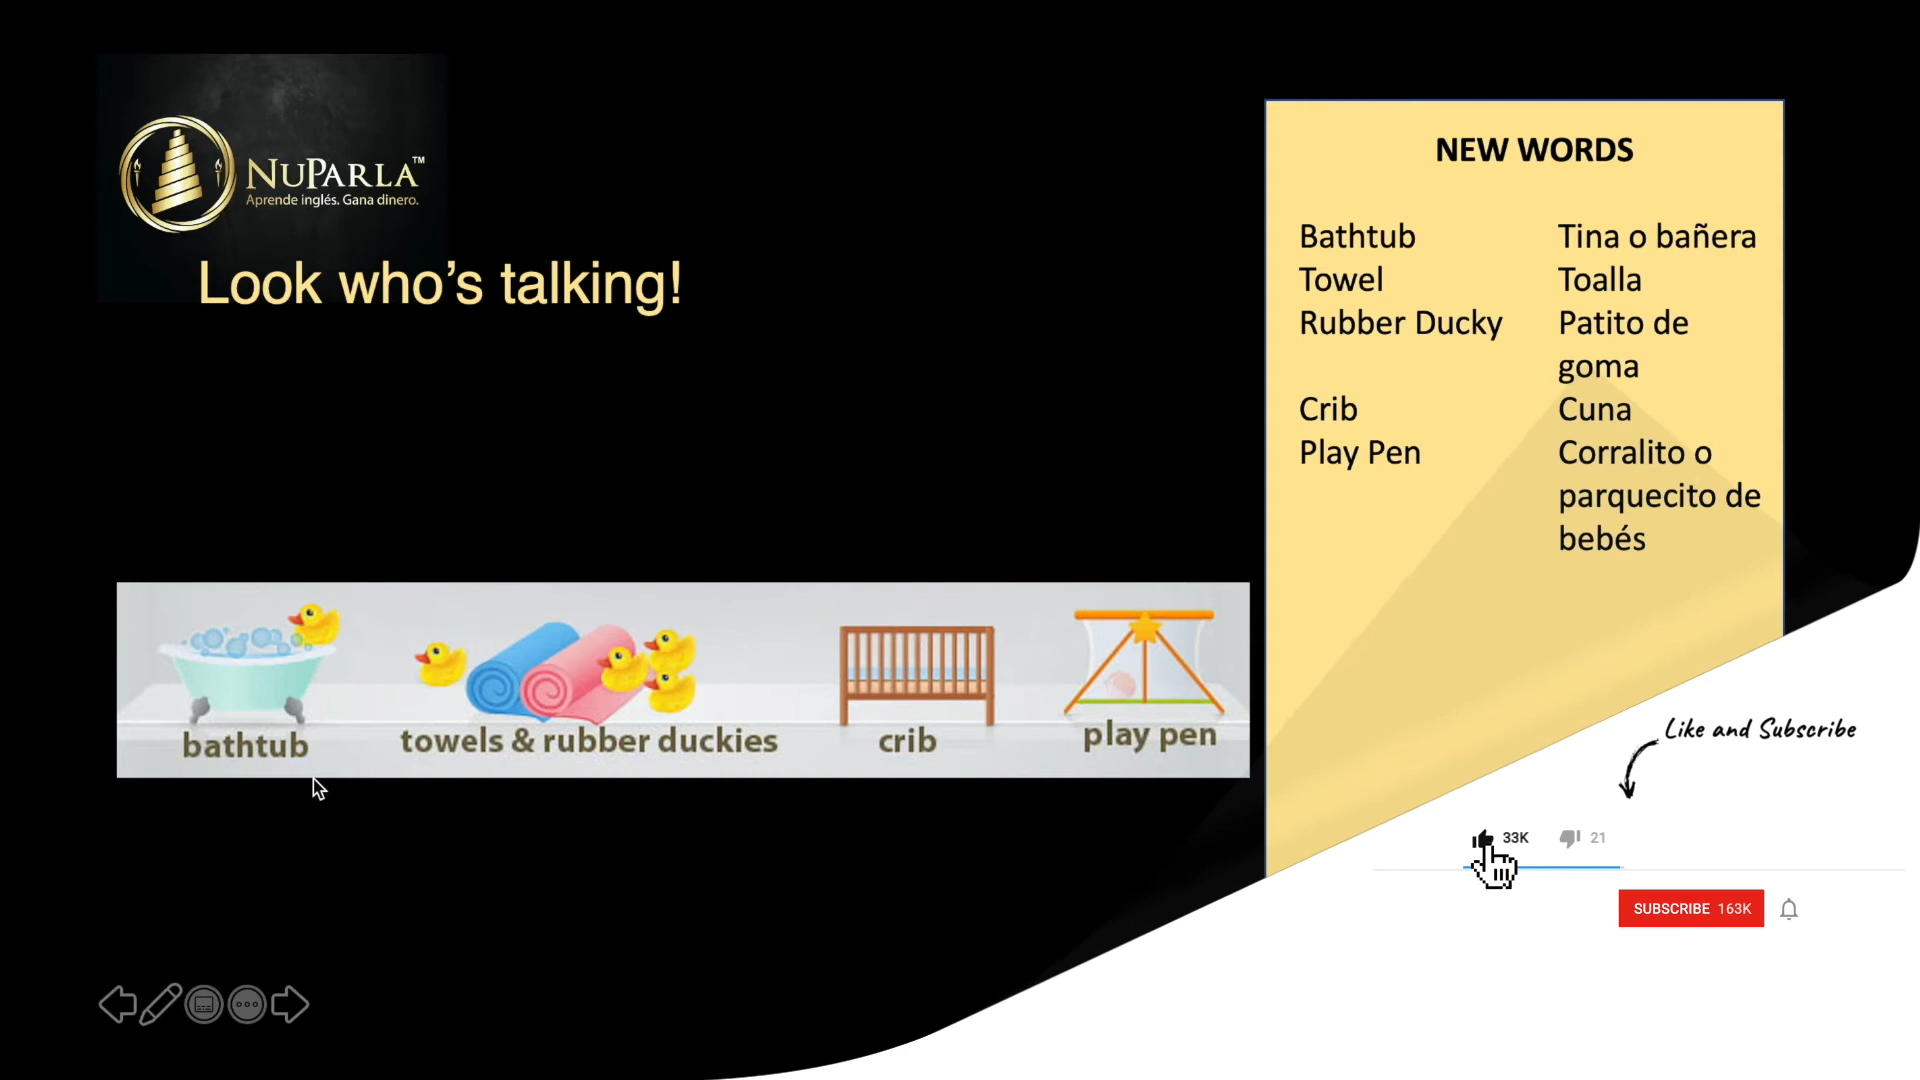 NUPARLA™
Aprende inglés. Gana dinero.
Look who’s talking!
NEW WORDS
Bathtub Tina o bañera
Towel Toalla
Rubber Ducky Patito de
goma
Crib Cuna
Play Pen Corralito o
parquecito de
bebés
bathtub towels & rubber duckies crib play pen
Like and Subscribe
33K 21
SUBSCRIBE 163K